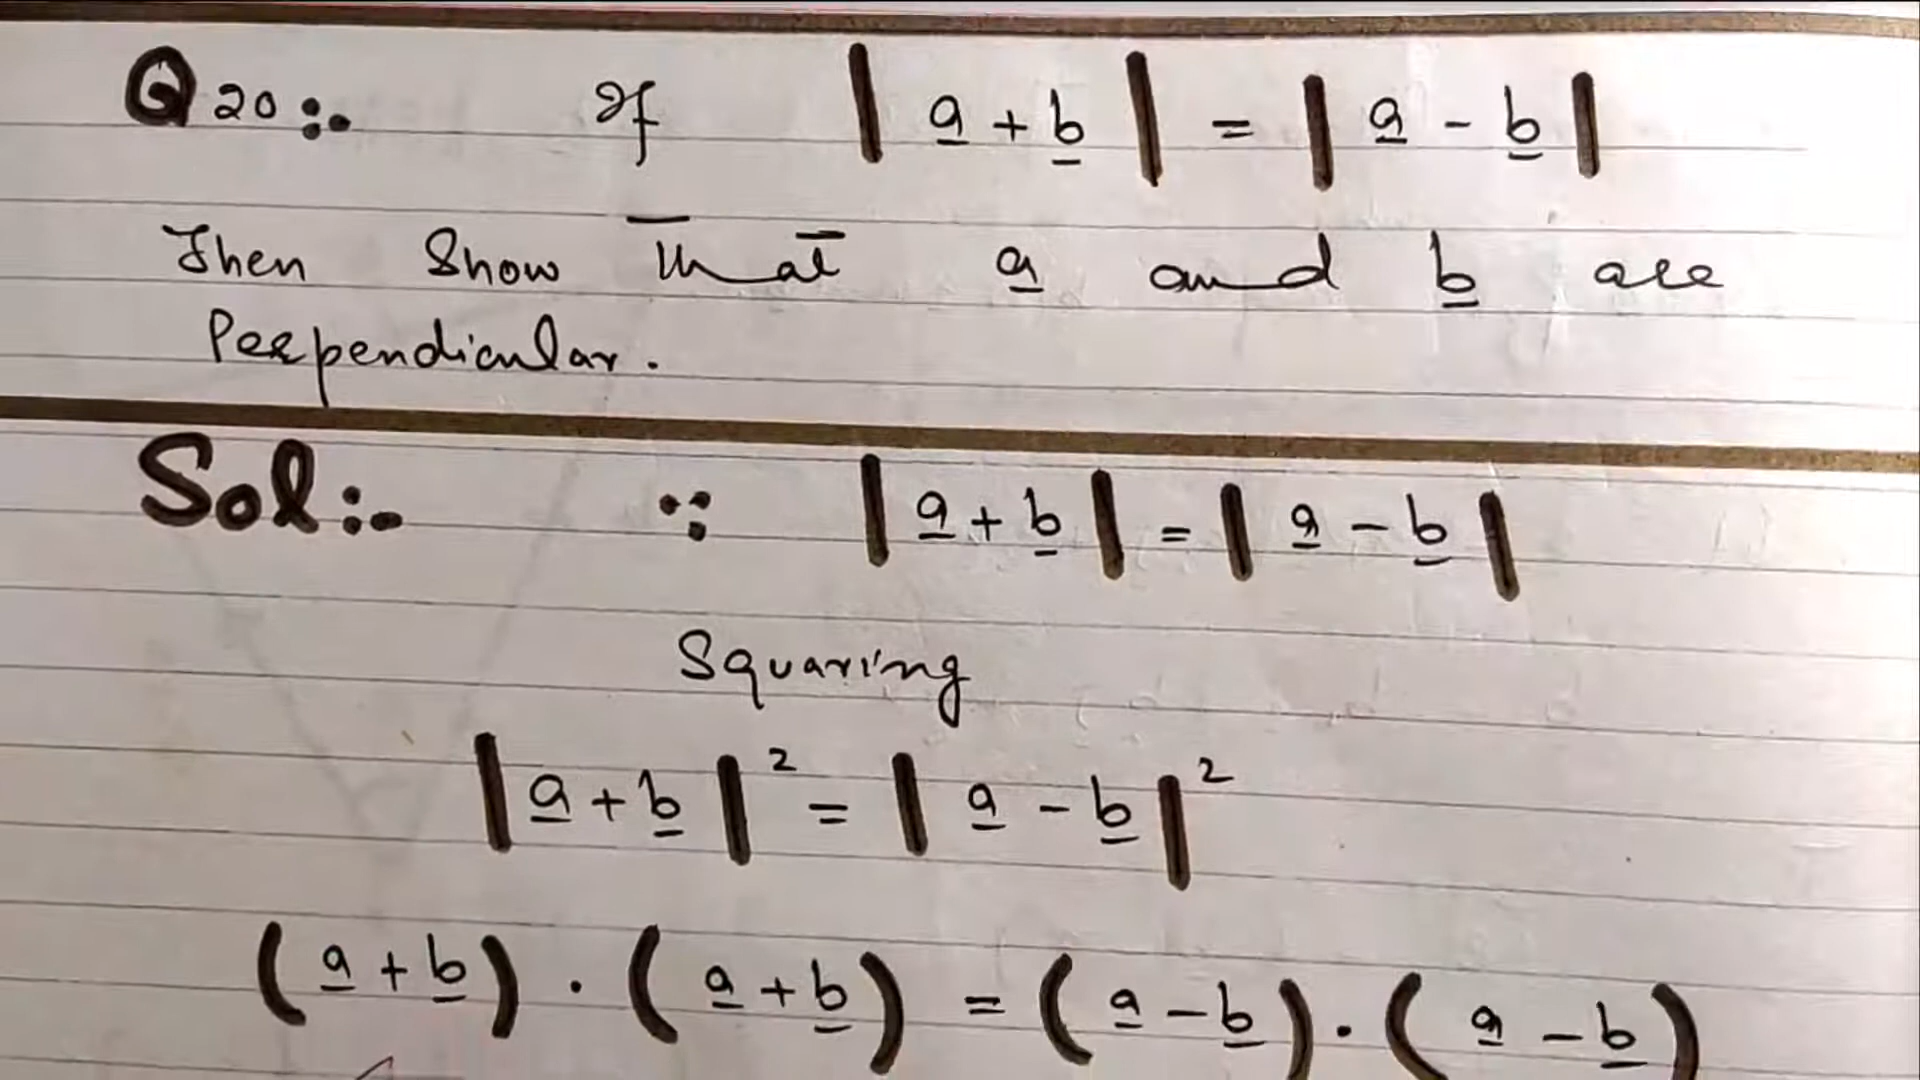 Q20:- If | a + b | = | a - b |
Then Show that a and b are
Perpendicular.
Sol:- ∵ | a + b | = | a - b |
Squaring
| a + b |² = | a - b |²
( a + b ) . ( a + b ) = ( a - b ) . ( a - b )